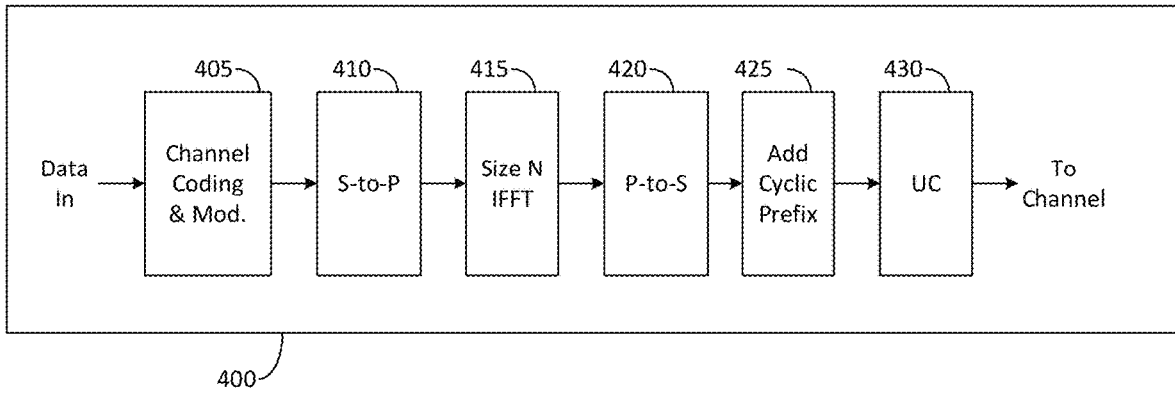 405
410
415
420
425
430
Data
In
Channel
Coding
& Mod.
S-to-P
Size N
IFFT
P-to-S
Add
Cyclic
Prefix
UC
To
Channel
400